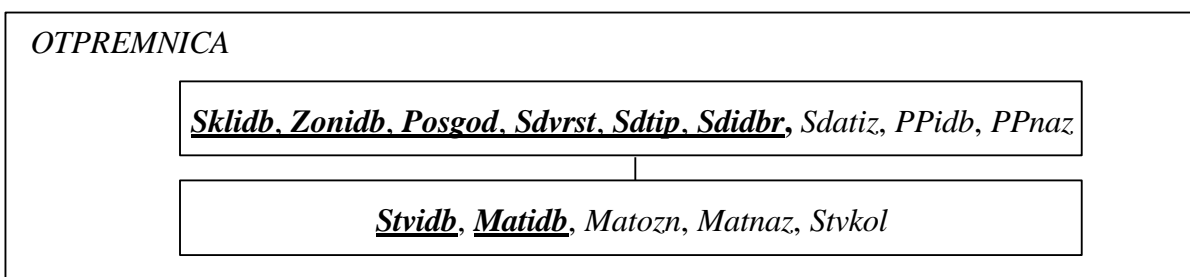 OTPREMNICA
Sklidb, Zonidb, Posgod, Sdvrst, Sdtip, Sdidbr, Sdatiz, PPidb, PPnaz
Stvidb, Matidb, Matozn, Matnaz, Stvkol